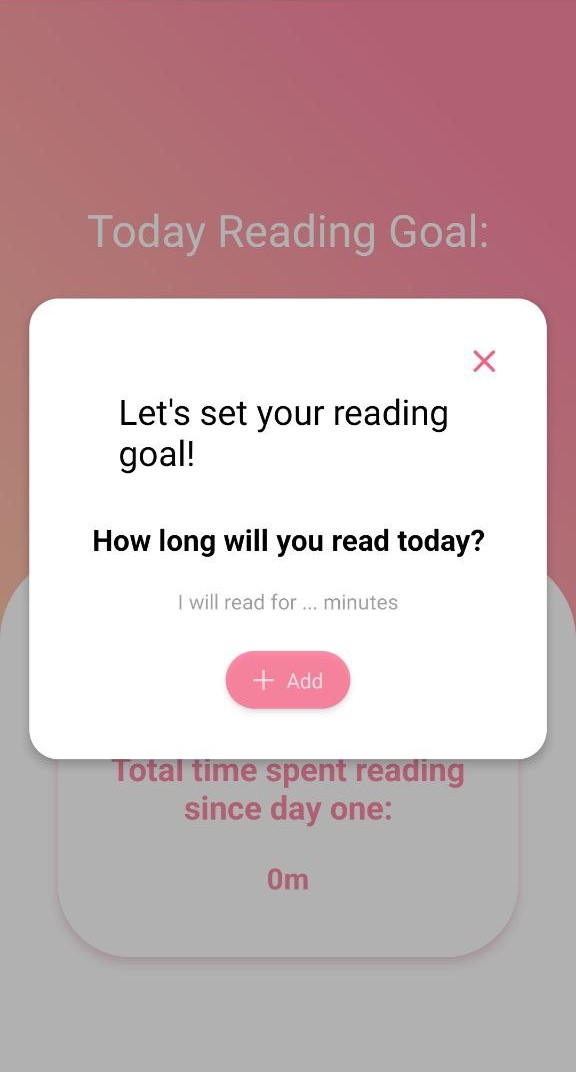 Today Reading Goal:
Let's set your reading
goal!
How long will you read today?
I will read for ... minutes
+ Add
Total time spent reading
since day one:
0m